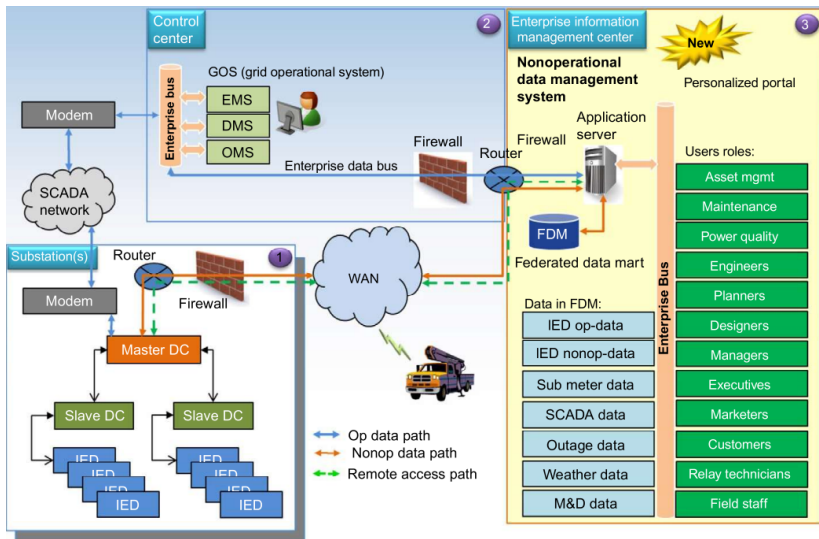 Control
center
2
GOS (grid operational system)
Enterprise bus
EMS
DMS
OMS
Enterprise data bus
Firewall
Router
Modem
SCADA
network
Substation(s)
1
Router
Firewall
Modem
Master DC
Slave DC
Slave DC
IED
IED
IED
IED
IED
IED
IED
IED
WAN
Op data path
Nonop data path
Remote access path
Enterprise information
management center
3
New
Nonoperational
data management
system
Personalized portal
Application
server
Firewall
FDM
Federated data mart
Data in FDM:
IED op-data
IED nonop-data
Sub meter data
SCADA data
Outage data
Weather data
M&D data
Enterprise Bus
Users roles:
Asset mgmt
Maintenance
Power quality
Engineers
Planners
Designers
Managers
Executives
Marketers
Customers
Relay technicians
Field staff